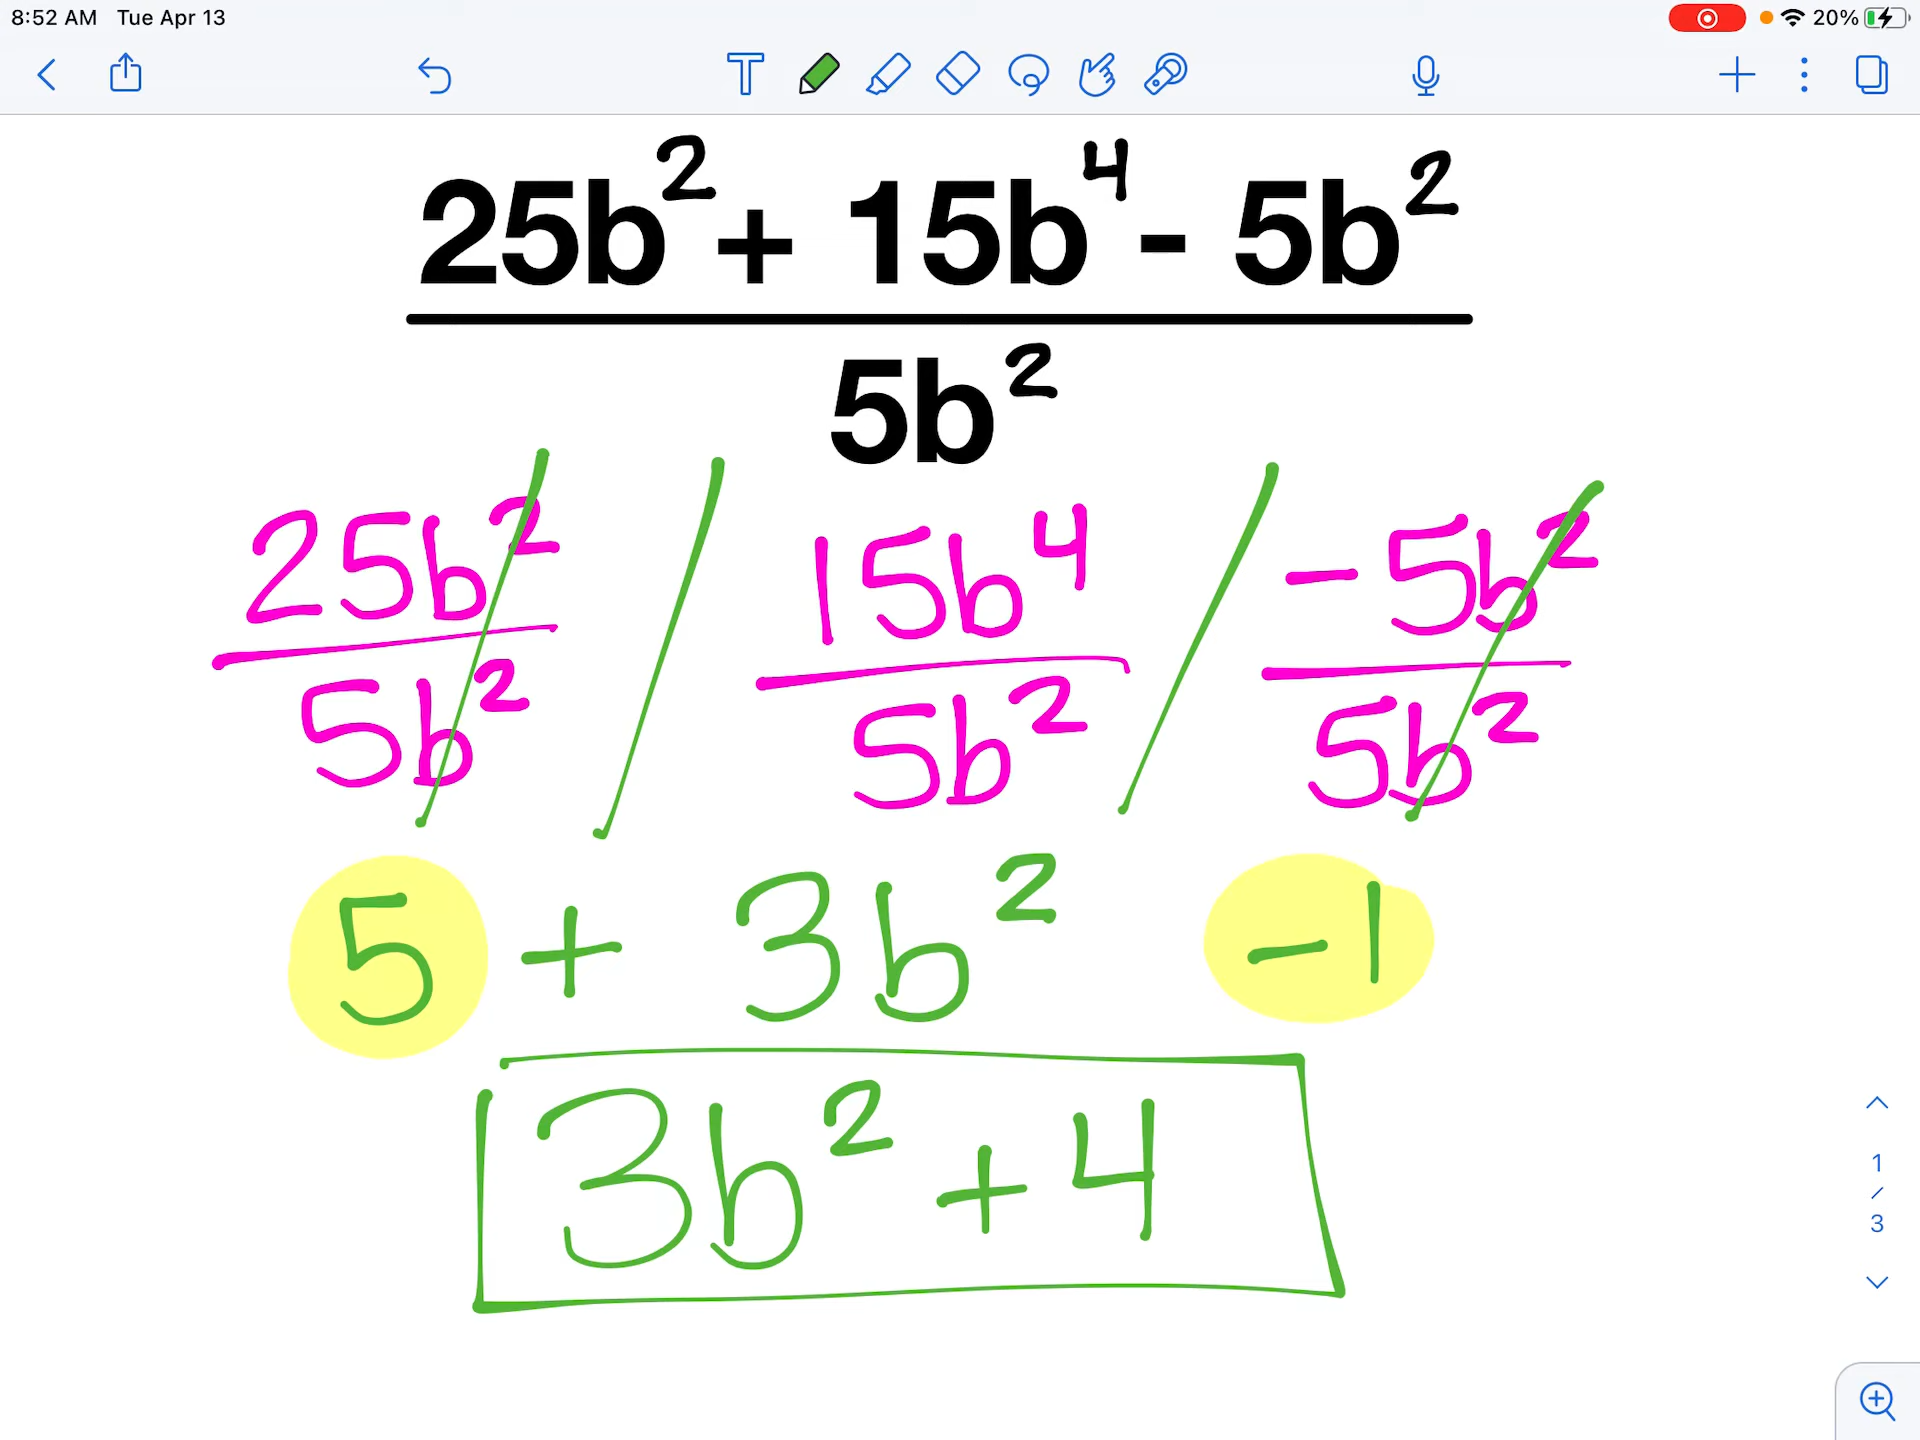 8:52 AM Tue Apr 13 20%
T
25b² + 15b⁴ - 5b²
5b²
25b² 15b⁴ - 5b²
5b² 5b² 5b²
5 + 3b² - 1
3b² + 4
1
/
3